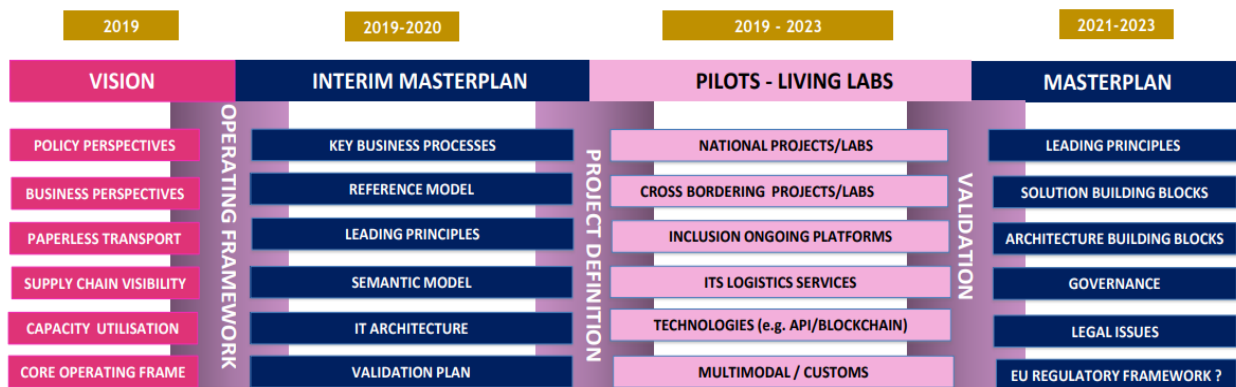 2019
2019-2020
2019 - 2023
2021-2023
VISION
INTERIM MASTERPLAN
PILOTS - LIVING LABS
MASTERPLAN
OPERATING FRAMEWORK
PROJECT DEFINITION
VALIDATION
POLICY PERSPECTIVES
BUSINESS PERSPECTIVES
PAPERLESS TRANSPORT
SUPPLY CHAIN VISIBILITY
CAPACITY UTILISATION
CORE OPERATING FRAME
KEY BUSINESS PROCESSES
REFERENCE MODEL
LEADING PRINCIPLES
SEMANTIC MODEL
IT ARCHITECTURE
VALIDATION PLAN
NATIONAL PROJECTS/LABS
CROSS BORDERING PROJECTS/LABS
INCLUSION ONGOING PLATFORMS
ITS LOGISTICS SERVICES
TECHNOLOGIES (e.g. API/BLOCKCHAIN)
MULTIMODAL / CUSTOMS
LEADING PRINCIPLES
SOLUTION BUILDING BLOCKS
ARCHITECTURE BUILDING BLOCKS
GOVERNANCE
LEGAL ISSUES
EU REGULATORY FRAMEWORK ?